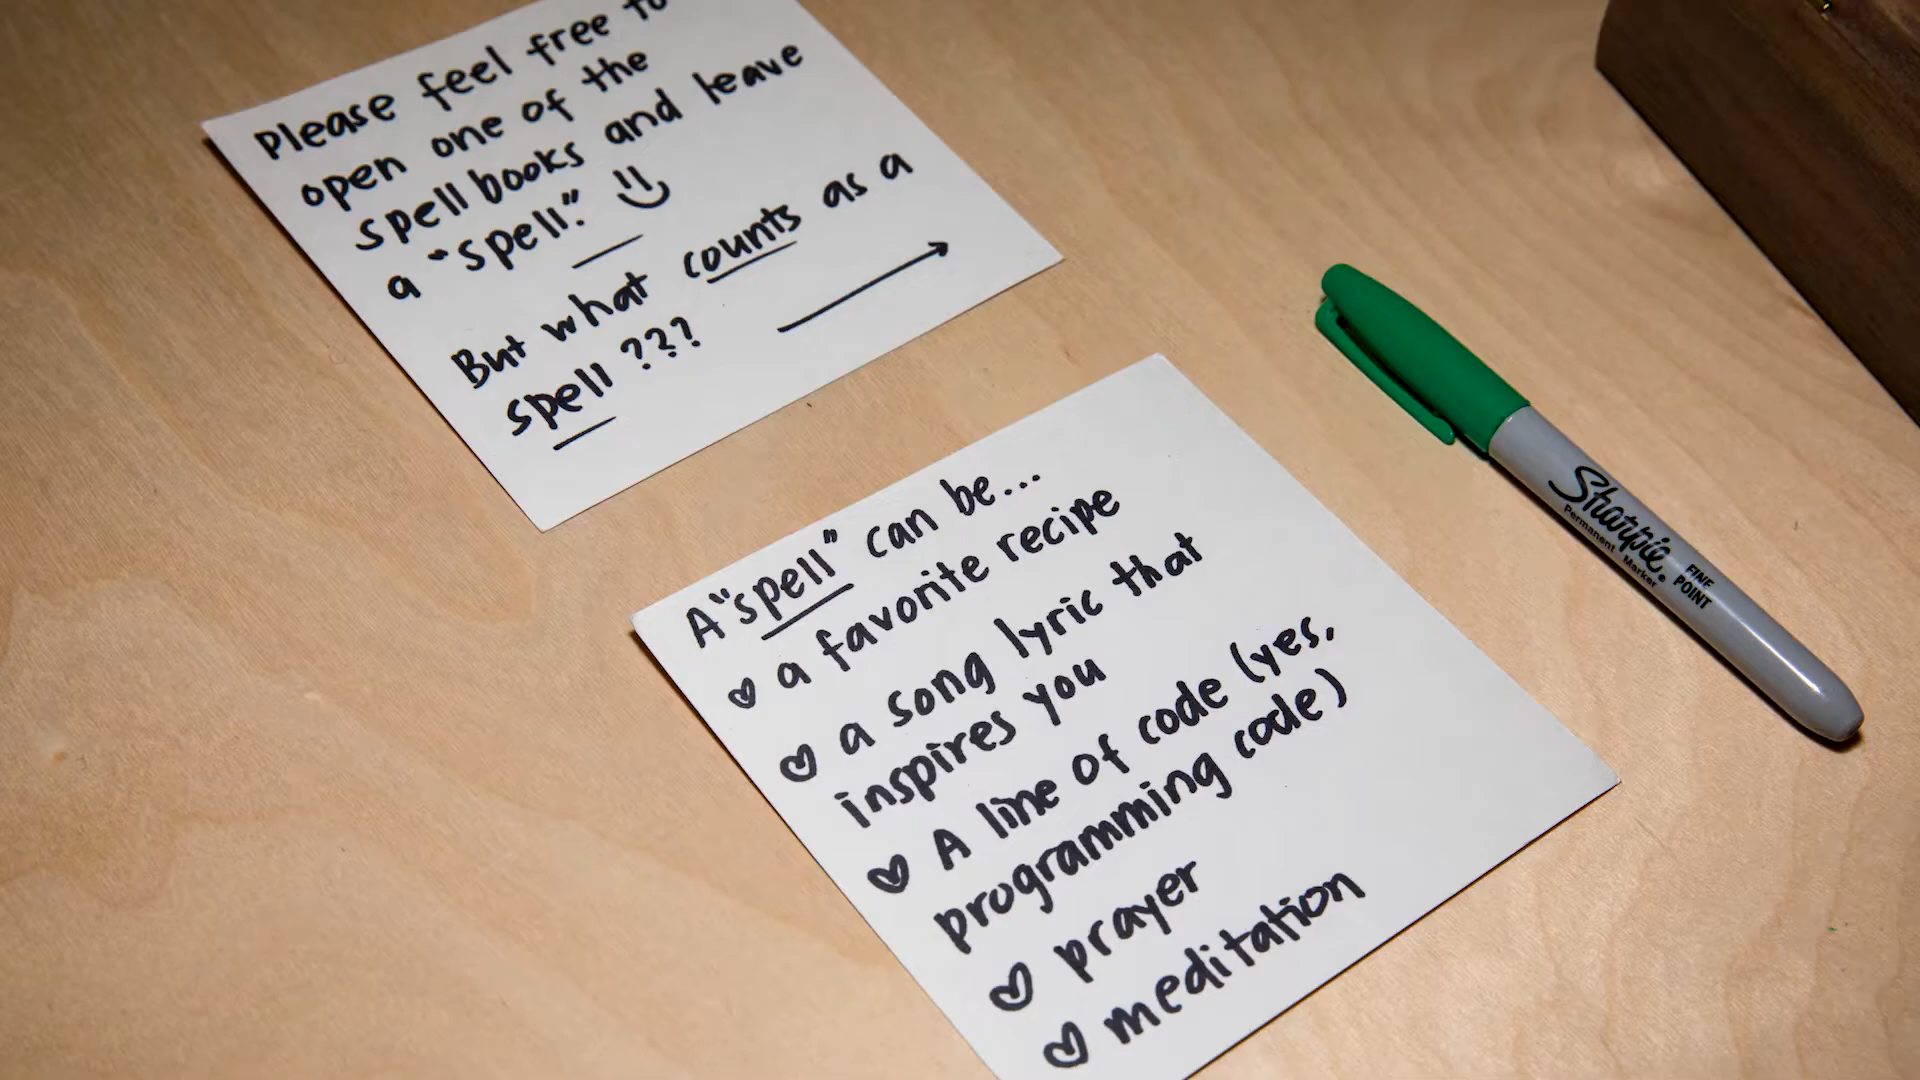 Please feel free to
open one of the
spell books and leave
a "spell". 
But what counts as a
spell???
A "spell" can be...
a favorite recipe
a song lyric that
inspires you
A line of code (yes,
programming code)
prayer
meditation
Sharpie
Permanent Marker
FINE
POINT